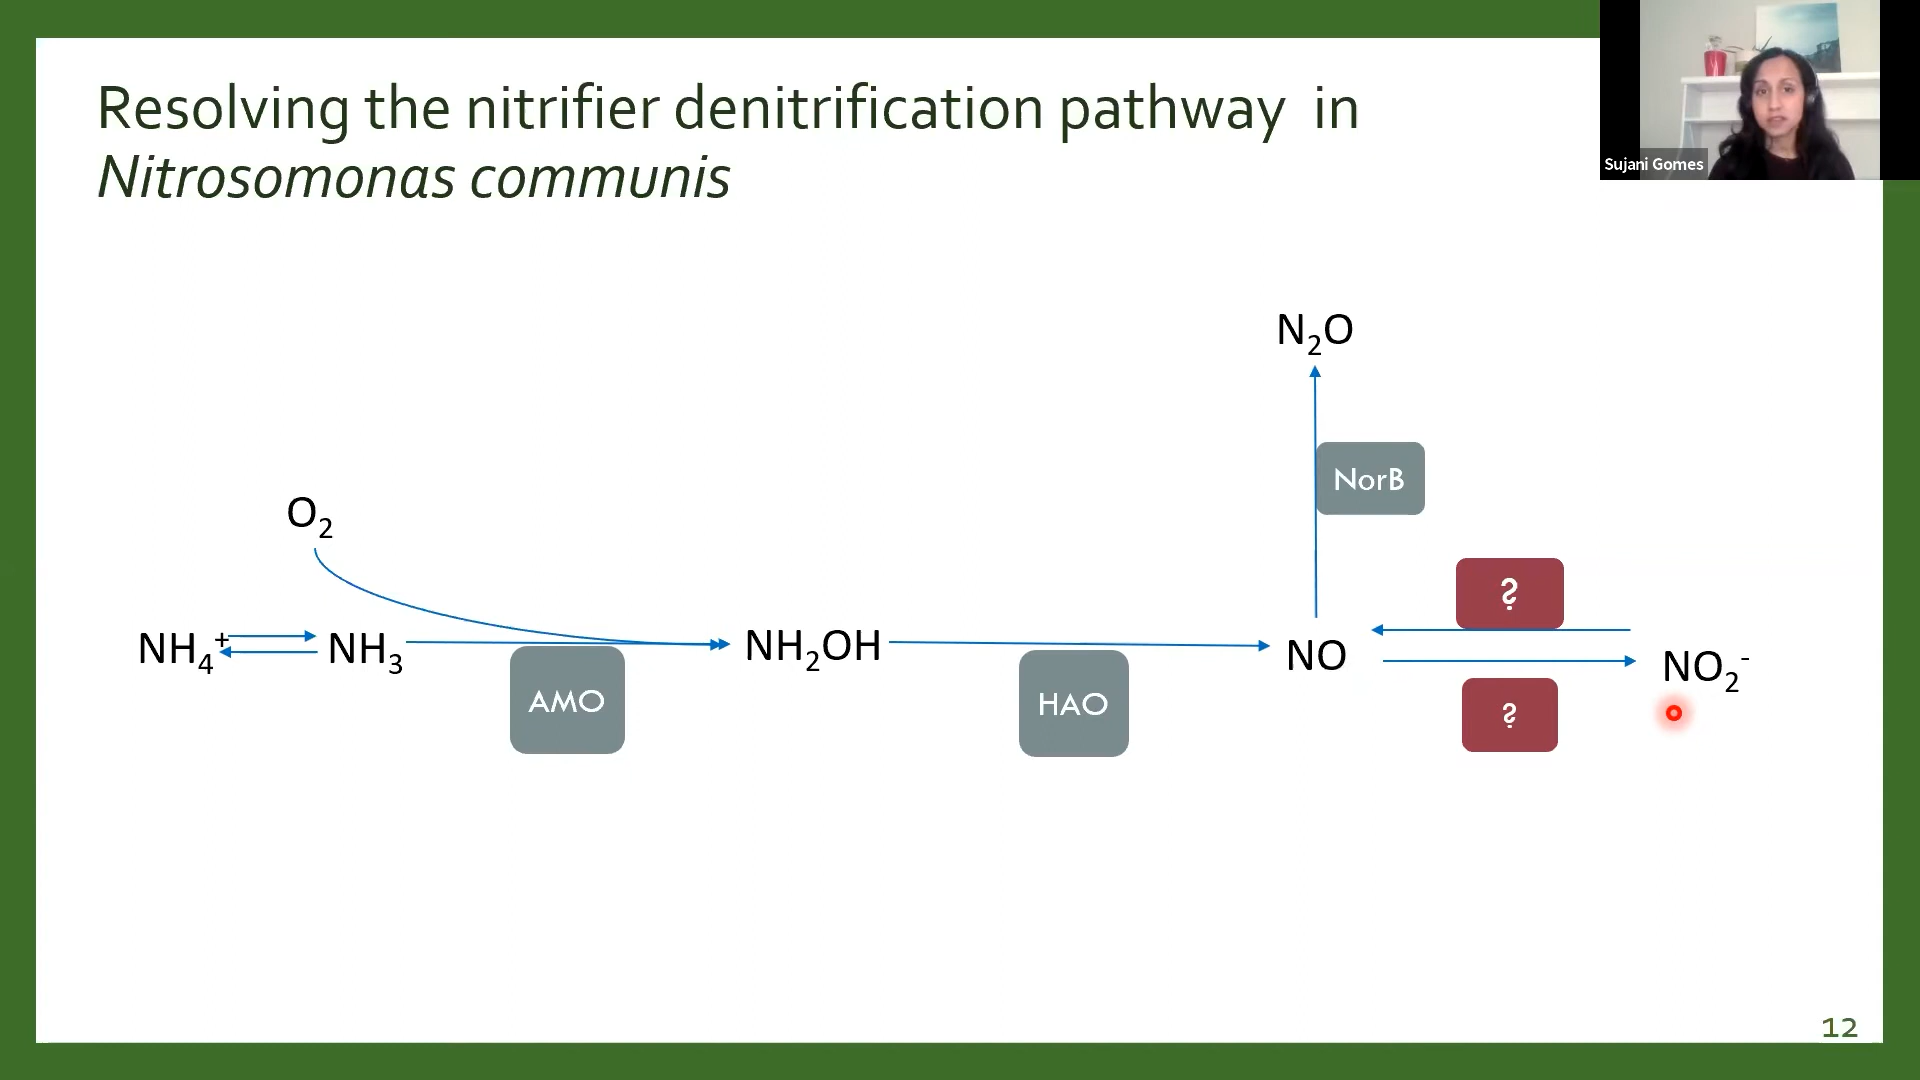 Resolving the nitrifier denitrification pathway in
Nitrosomonas communis
Sujani Gomes
N₂O
NorB
O₂
?
NH₄⁺
NH₃
NH₂OH
NO
NO₂⁻
AMO
HAO
?
12